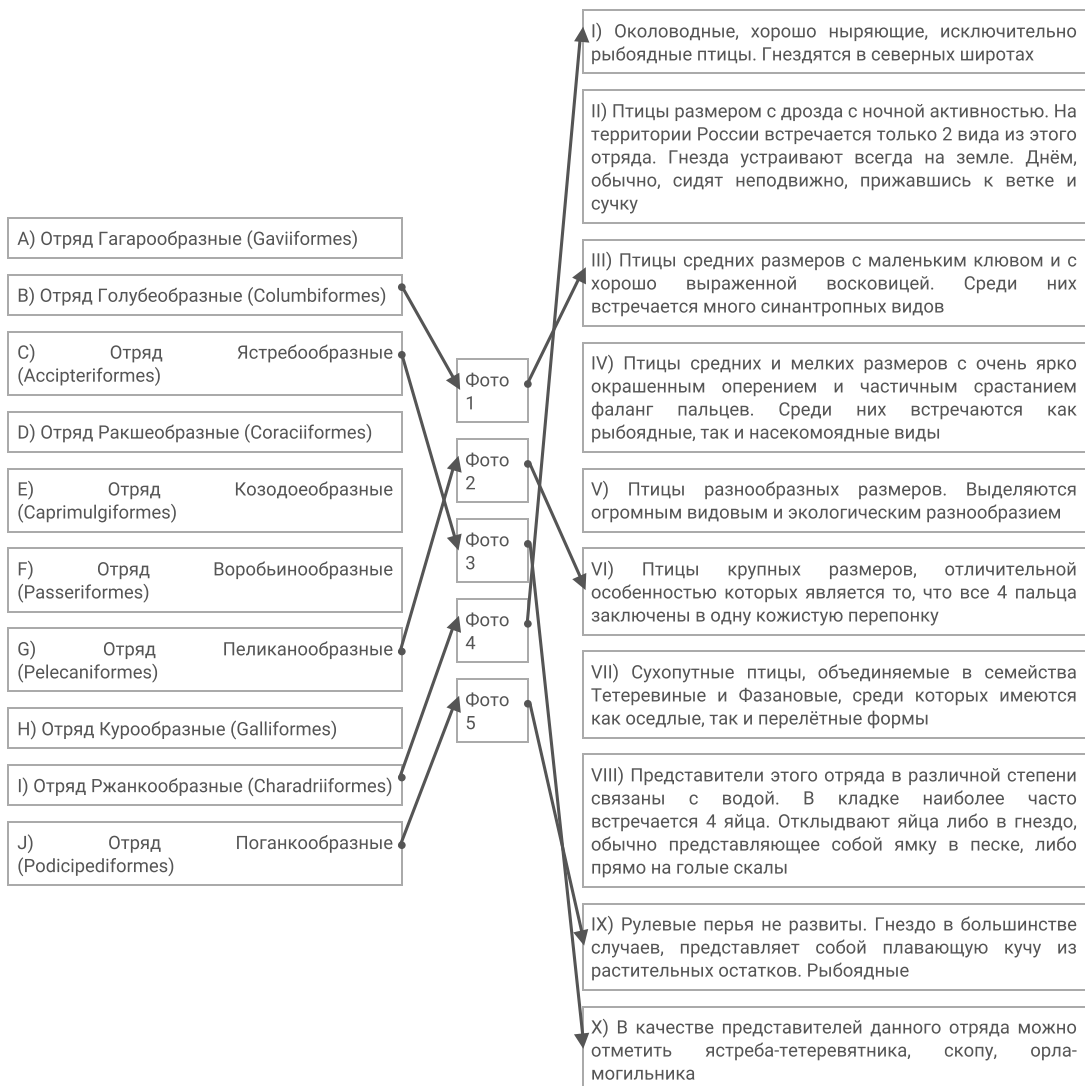 A) Отряд Гагарообразные (Gaviiformes)
B) Отряд Голубеобразные (Columbiformes)
C) Отряд Ястребообразные
(Accipteriformes)
D) Отряд Ракшеобразные (Coraciiformes)
E) Отряд Козодоеобразные
(Caprimulgiformes)
F) Отряд Воробьинообразные
(Passeriformes)
G) Отряд Пеликанообразные
(Pelecaniformes)
H) Отряд Курообразные (Galliformes)
I) Отряд Ржанкообразные (Charadriiformes)
J) Отряд Поганкообразные
(Podicipediformes)
Фото
1
Фото
2
Фото
3
Фото
4
Фото
5
I) Околоводные, хорошо ныряющие, исключительно
рыбоядные птицы. Гнездятся в северных широтах
II) Птицы размером с дрозда с ночной активностью. На
территории России встречается только 2 вида из этого
отряда. Гнезда устраивают всегда на земле. Днём,
обычно, сидят неподвижно, прижавшись к ветке и
сучку
III) Птицы средних размеров с маленьким клювом и с
хорошо выраженной восковицей. Среди них
встречается много синантропных видов
IV) Птицы средних и мелких размеров с очень ярко
окрашенным оперением и частичным срастанием
фаланг пальцев. Среди них встречаются как
рыбоядные, так и насекомоядные виды
V) Птицы разнообразных размеров. Выделяются
огромным видовым и экологическим разнообразием
VI) Птицы крупных размеров, отличительной
особенностью которых является то, что все 4 пальца
заключены в одну кожистую перепонку
VII) Сухопутные птицы, объединяемые в семейства
Тетеревиные и Фазановые, среди которых имеются
как оседлые, так и перелётные формы
VIII) Представители этого отряда в различной степени
связаны с водой. В кладке наиболее часто
встречается 4 яйца. Отклыдвают яйца либо в гнездо,
обычно представляющее собой ямку в песке, либо
прямо на голые скалы
IX) Рулевые перья не развиты. Гнездо в большинстве
случаев, представляет собой плавающую кучу из
растительных остатков. Рыбоядные
X) В качестве представителей данного отряда можно
отметить ястреба-тетеревятника, скопу, орла-
могильника